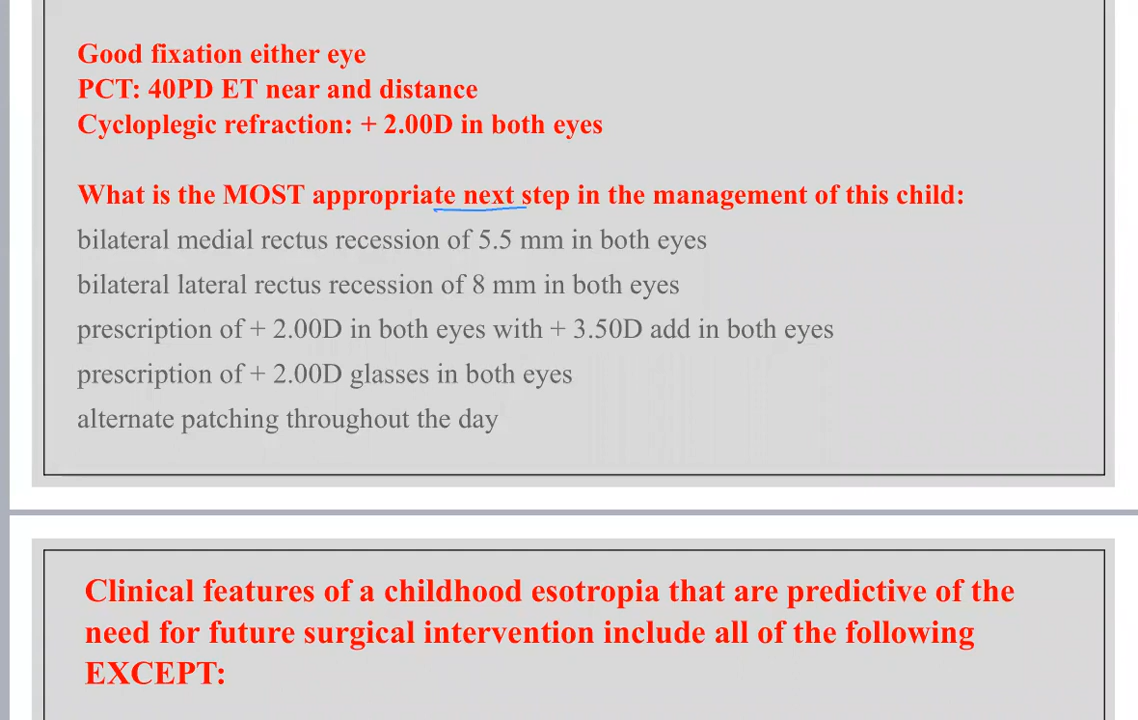 Good fixation either eye
PCT: 40PD ET near and distance
Cycloplegic refraction: + 2.00D in both eyes
What is the MOST appropriate next step in the management of this child:
bilateral medial rectus recession of 5.5 mm in both eyes
bilateral lateral rectus recession of 8 mm in both eyes
prescription of + 2.00D in both eyes with + 3.50D add in both eyes
prescription of + 2.00D glasses in both eyes
alternate patching throughout the day
Clinical features of a childhood esotropia that are predictive of the
need for future surgical intervention include all of the following
EXCEPT: